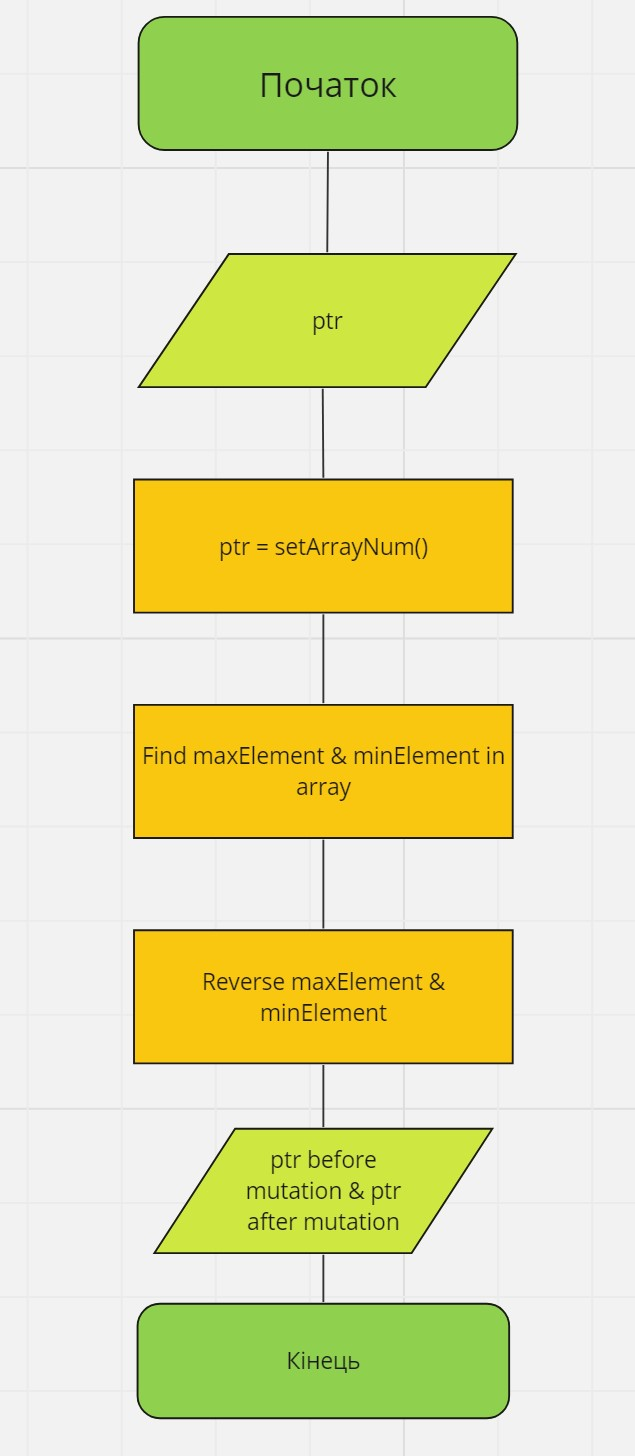 Початок
ptr
ptr = setArrayNum()
Find maxElement & minElement in
array
Reverse maxElement &
minElement
ptr before
mutation & ptr
after mutation
Кінець